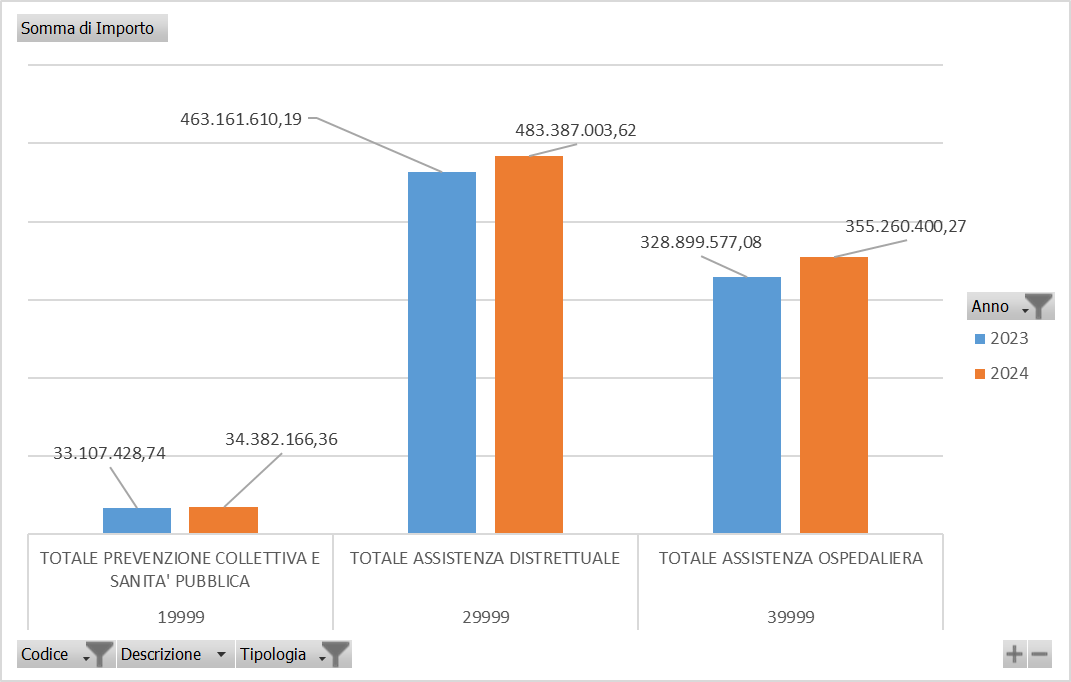 Somma di Importo
463.161.610,19
483.387.003,62
328.899.577,08
355.260.400,27
33.107.428,74
34.382.166,36
Anno
2023
2024
TOTALE PREVENZIONE COLLETTIVA E
SANITA' PUBBLICA
TOTALE ASSISTENZA DISTRETTUALE
TOTALE ASSISTENZA OSPEDALIERA
19999
29999
39999
Codice
Descrizione
Tipologia